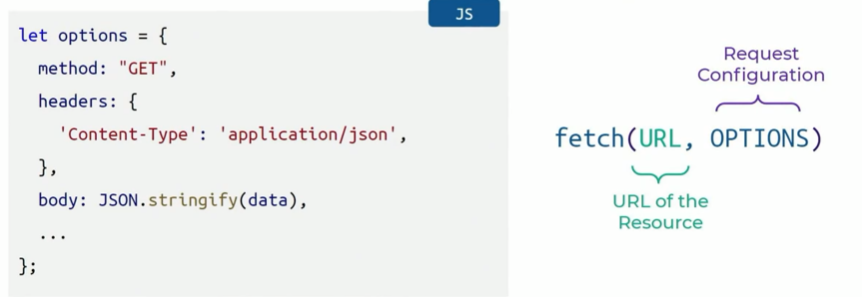 JS
let options = {
method: "GET",
headers: {
'Content-Type': 'application/json',
},
body: JSON.stringify(data),
...
};
Request
Configuration
fetch(URL, OPTIONS)
URL of the
Resource